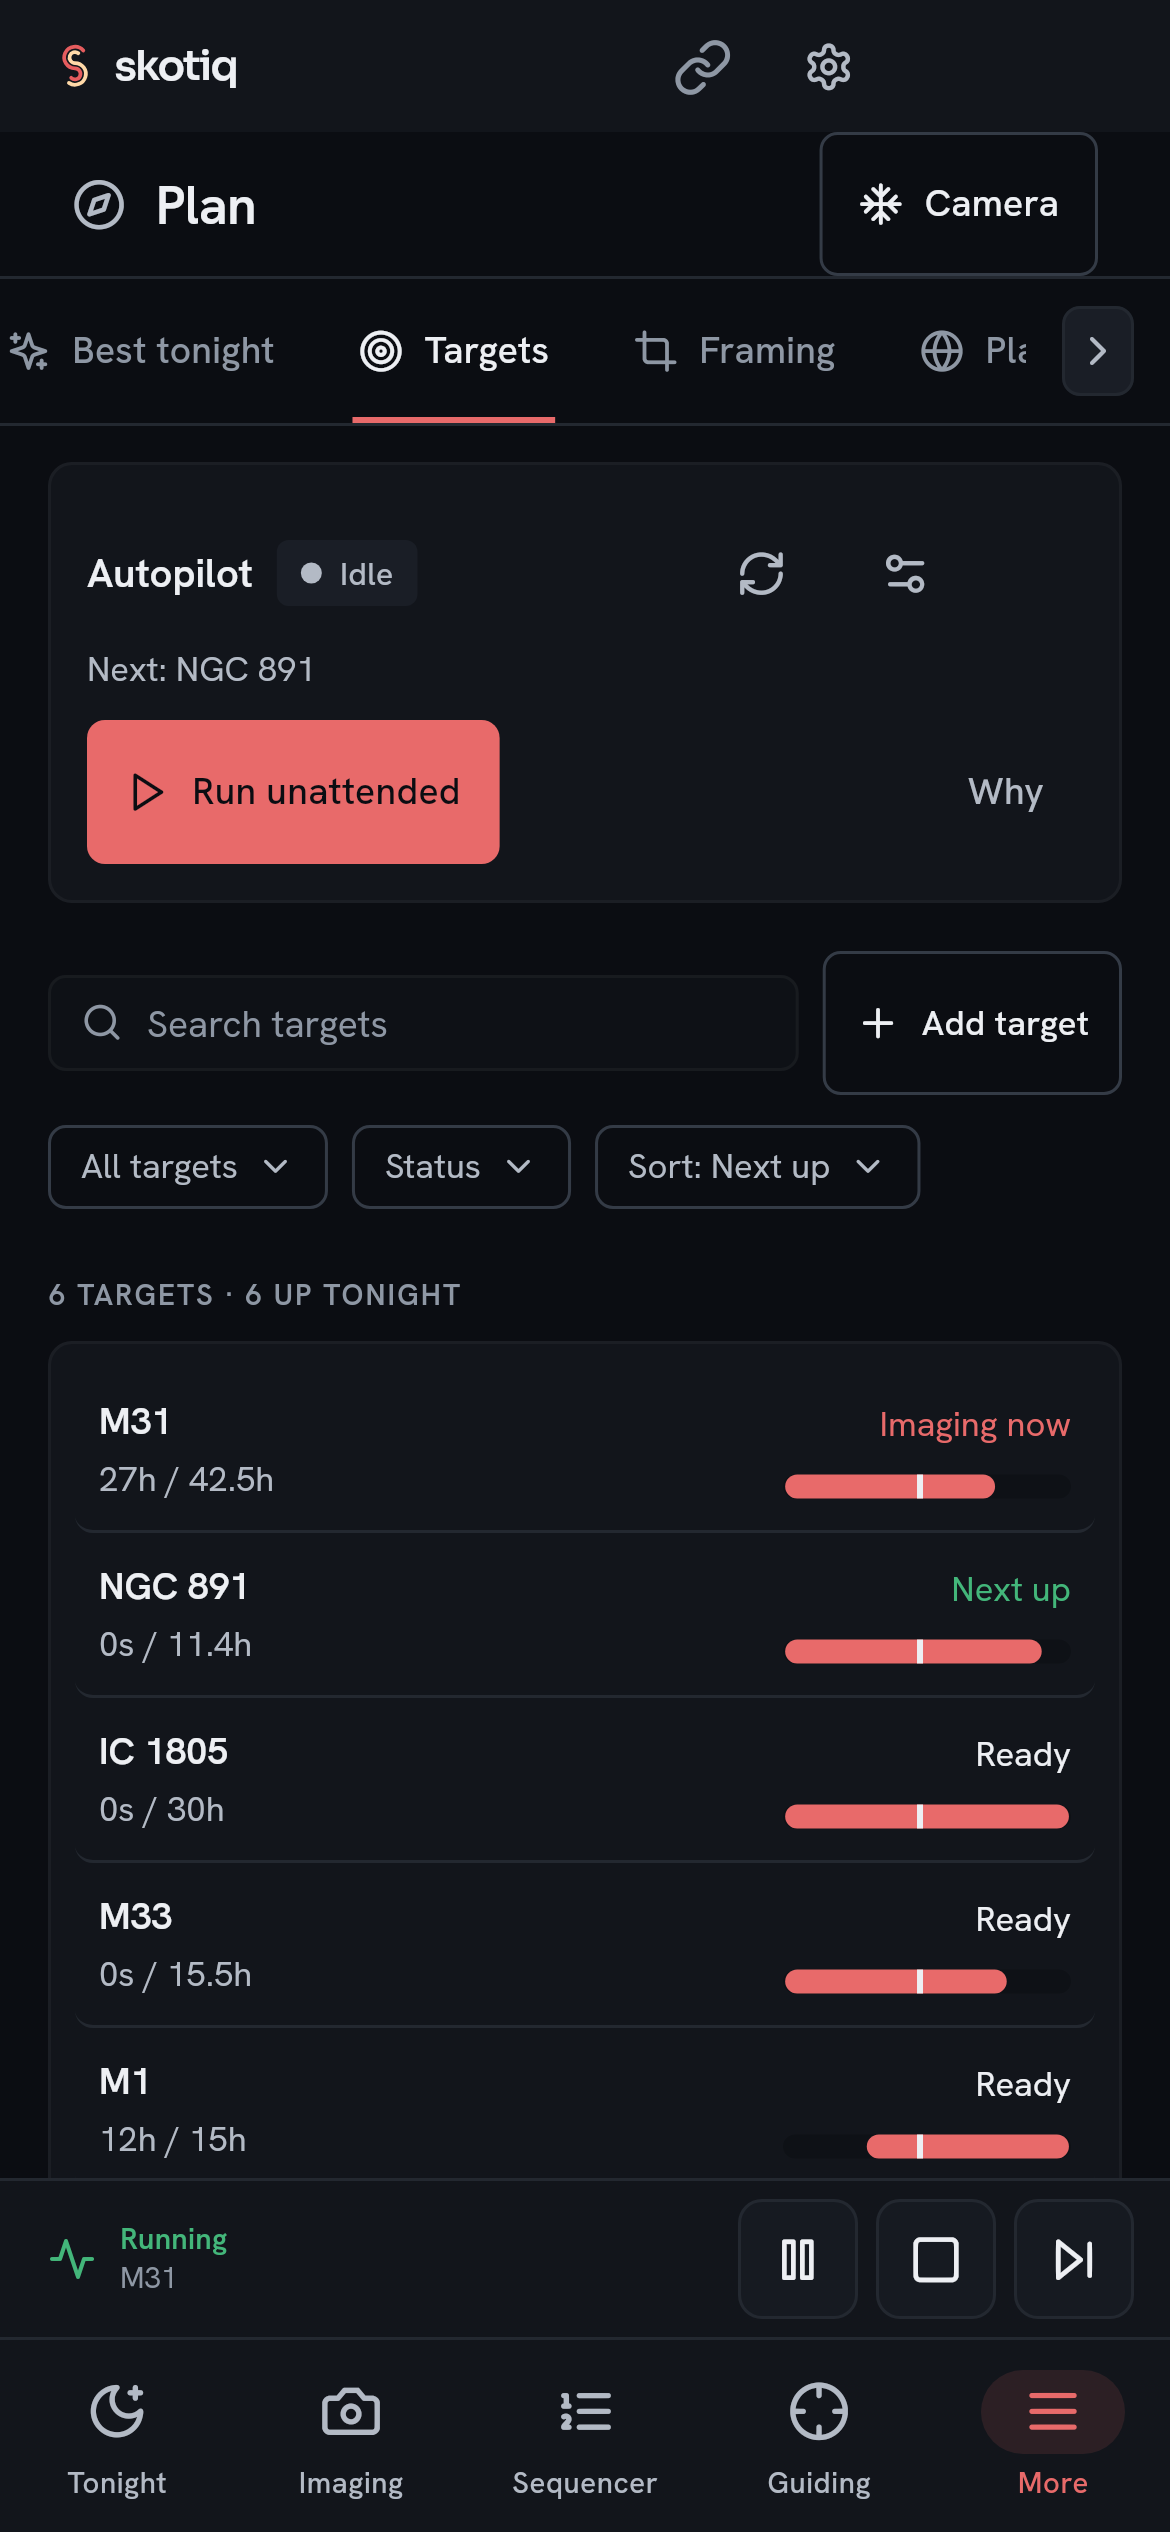 skotiq
Plan
Camera
Best tonight
Targets
Framing
Pla
Autopilot
Idle
Next: NGC 891
Run unattended
Why
Search targets
Add target
All targets
Status
Sort: Next up
6 TARGETS · 6 UP TONIGHT
M31
Imaging now
27h / 42.5h
NGC 891
Next up
0s / 11.4h
IC 1805
Ready
0s / 30h
M33
Ready
0s / 15.5h
M1
Ready
12h / 15h
Running
M31
Tonight
Imaging
Sequencer
Guiding
More